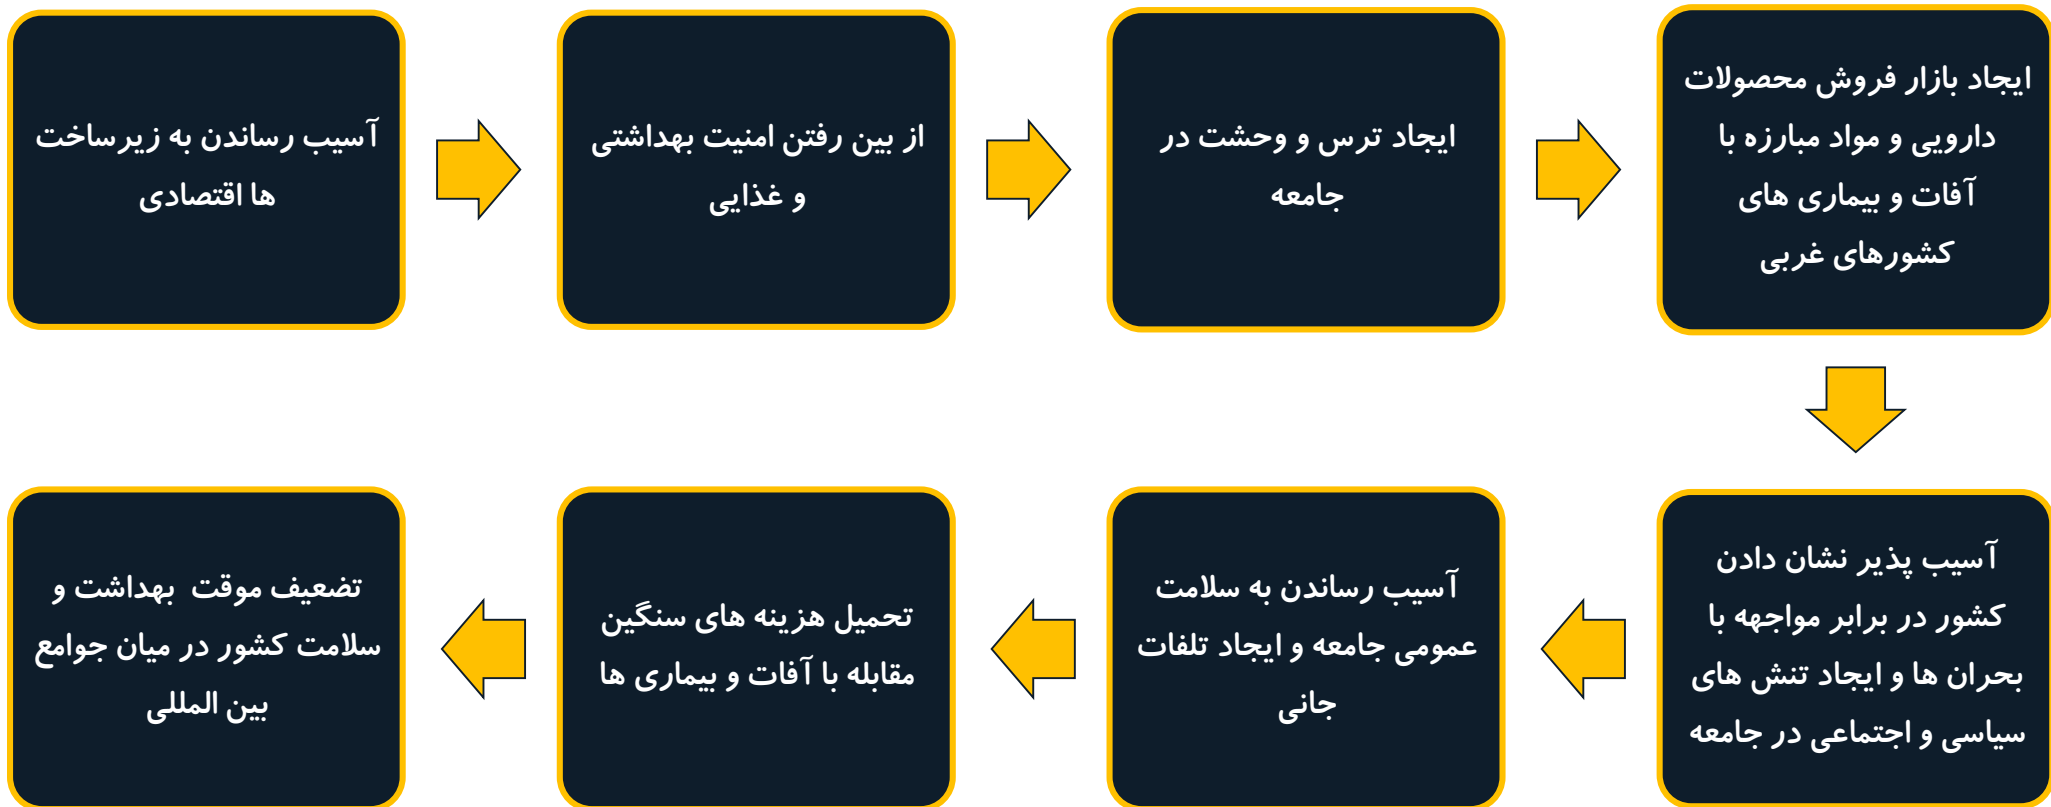 آسیب رساندن به زیرساخت
ها اقتصادی
از بین رفتن امنیت بهداشتی
و غذایی
ایجاد ترس و وحشت در
جامعه
ایجاد بازار فروش محصولات
دارویی و مواد مبارزه با
آفات و بیماری های
کشورهای غربی
آسیب پذیر نشان دادن
کشور در برابر مواجهه با
بحران ها و ایجاد تنش های
سیاسی و اجتماعی در جامعه
آسیب رساندن به سلامت
عمومی جامعه و ایجاد تلفات
جانی
تحمیل هزینه های سنگین
مقابله با آفات و بیماری ها
تضعیف موقت بهداشت و
سلامت کشور در میان جوامع
بین المللی